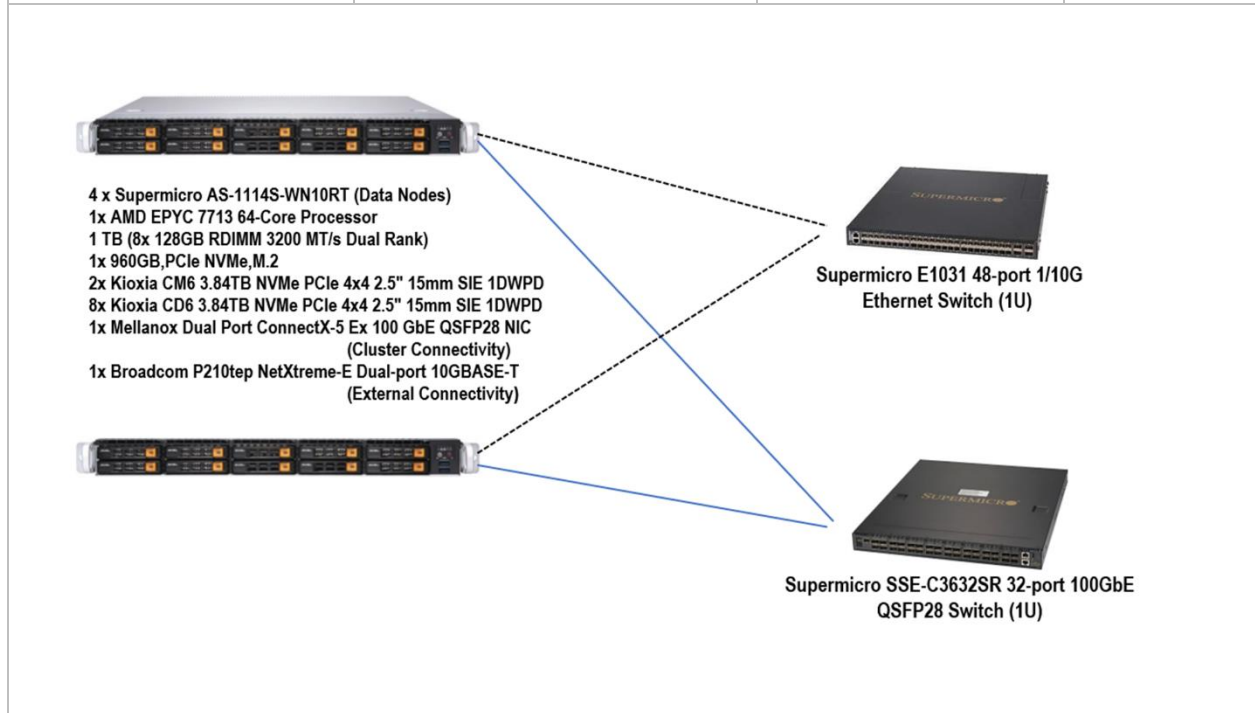 4 x Supermicro AS-1114S-WN10RT (Data Nodes)
1x AMD EPYC 7713 64-Core Processor
1 TB (8x 128GB RDIMM 3200 MT/s Dual Rank)
1x 960GB,PCIe NVMe,M.2
2x Kioxia CM6 3.84TB NVMe PCIe 4x4 2.5" 15mm SIE 1DWPD
8x Kioxia CD6 3.84TB NVMe PCIe 4x4 2.5" 15mm SIE 1DWPD
1x Mellanox Dual Port ConnectX-5 Ex 100 GbE QSFP28 NIC
(Cluster Connectivity)
1x Broadcom P210tep NetXtreme-E Dual-port 10GBASE-T
(External Connectivity)
SUPERMICRO
Supermicro E1031 48-port 1/10G
Ethernet Switch (1U)
SUPERMICRO
Supermicro SSE-C3632SR 32-port 100GbE
QSFP28 Switch (1U)